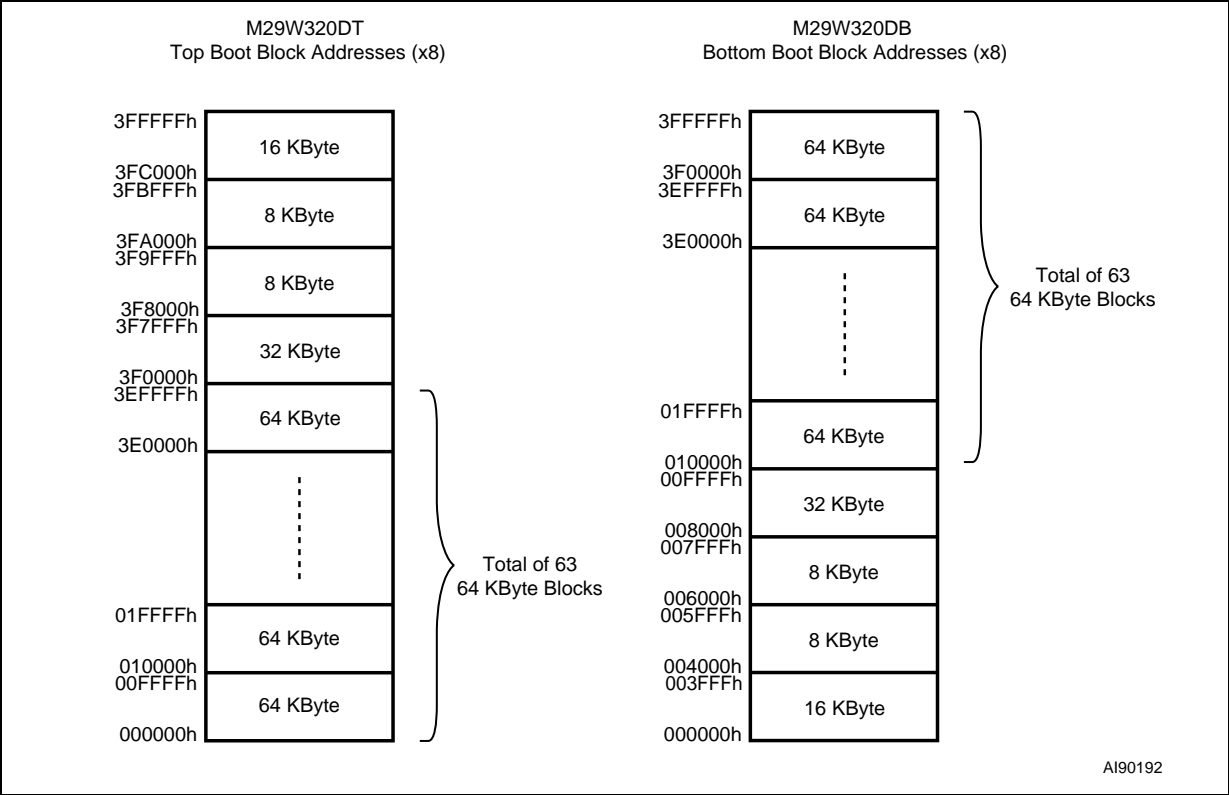 M29W320DT
Top Boot Block Addresses (x8)
3FFFFFh
16 KByte
3FC000h
3FBFFFh
8 KByte
3FA000h
3F9FFFh
8 KByte
3F8000h
3F7FFFh
32 KByte
3F0000h
3EFFFFh
64 KByte
3E0000h
Total of 63
64 KByte Blocks
01FFFFh
64 KByte
010000h
00FFFFh
64 KByte
000000h
M29W320DB
Bottom Boot Block Addresses (x8)
3FFFFFh
64 KByte
3F0000h
3EFFFFh
64 KByte
3E0000h
Total of 63
64 KByte Blocks
01FFFFh
64 KByte
010000h
00FFFFh
32 KByte
008000h
007FFFh
8 KByte
006000h
005FFFh
8 KByte
004000h
003FFFh
16 KByte
000000h
AI90192